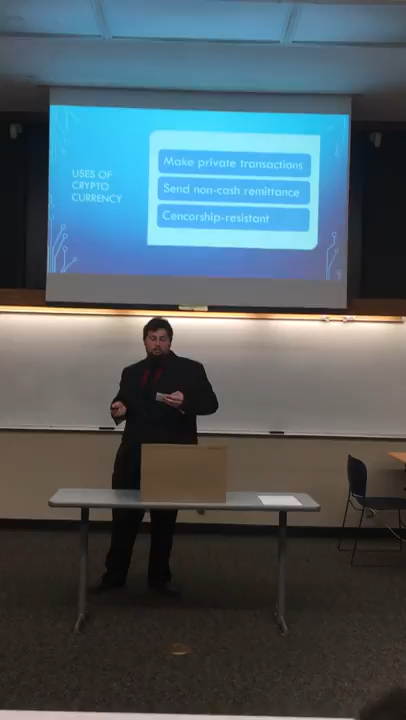 USES OF
CRYPTO
CURRENCY
Make private transactions
Send non-cash remittance
Cencorship-resistant